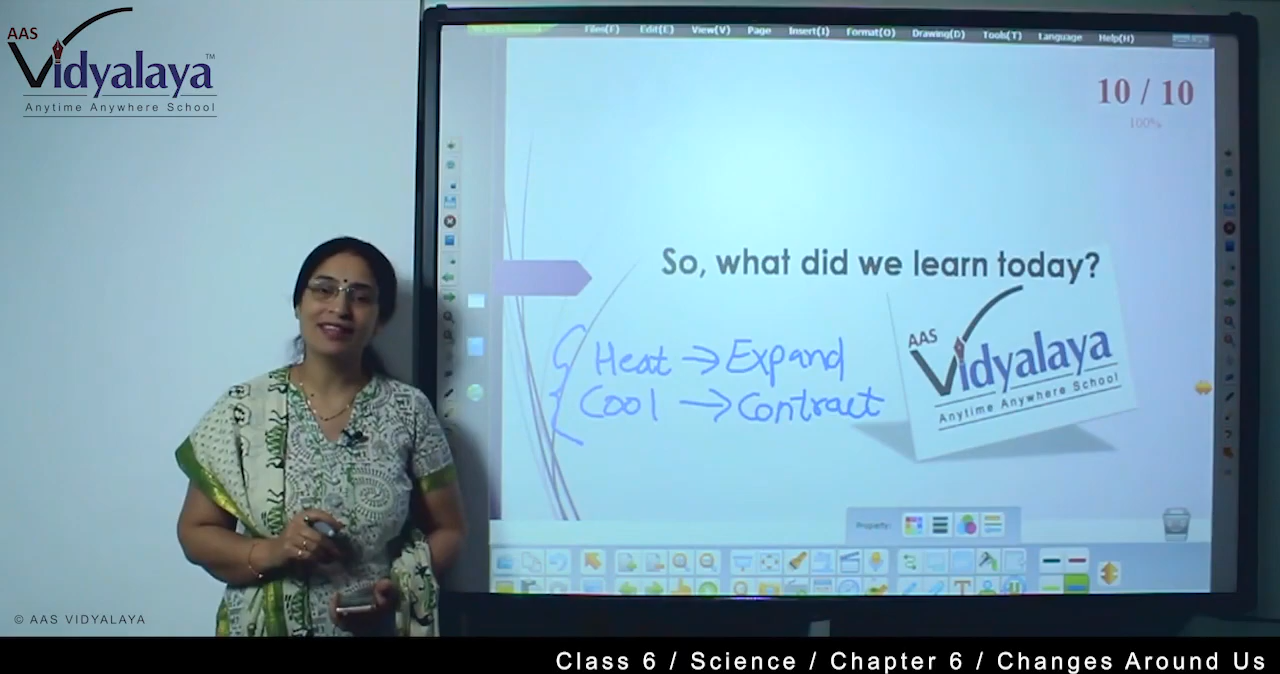 AAS
Vidyalaya™
Anytime Anywhere School
Files(F) Edit(E) View(V) Page Insert(I) Format(O) Drawing(D) Tools(T) Language Help(H)
10 / 10
100%
So, what did we learn today?
Heat → Expand
Cool → Contract
AAS
Vidyalaya
Anytime Anywhere School
Property:
© AAS VIDYALAYA
Class 6 / Science / Chapter 6 / Changes Around Us